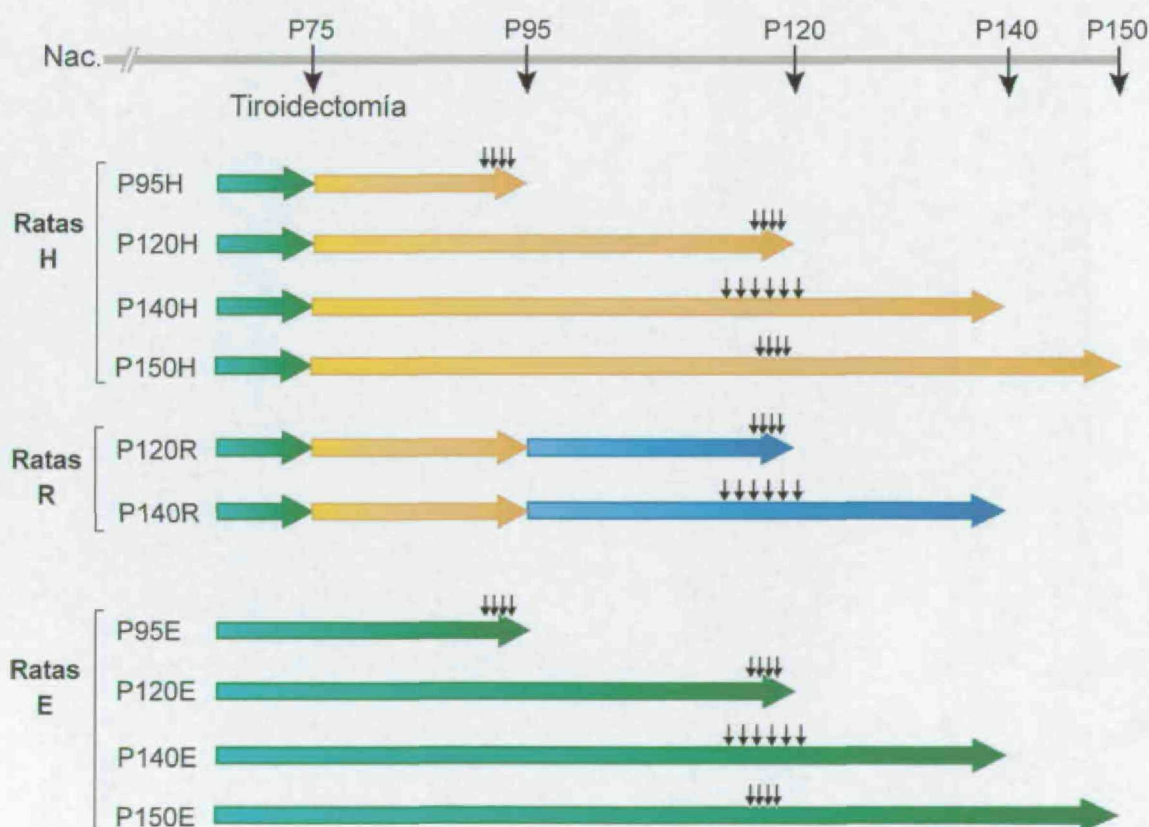 P75 P95 P120 P140 P150
Nac.
Tiroidectomía
Ratas
H
P95H
P120H
P140H
P150H
Ratas
R
P120R
P140R
Ratas
E
P95E
P120E
P140E
P150E